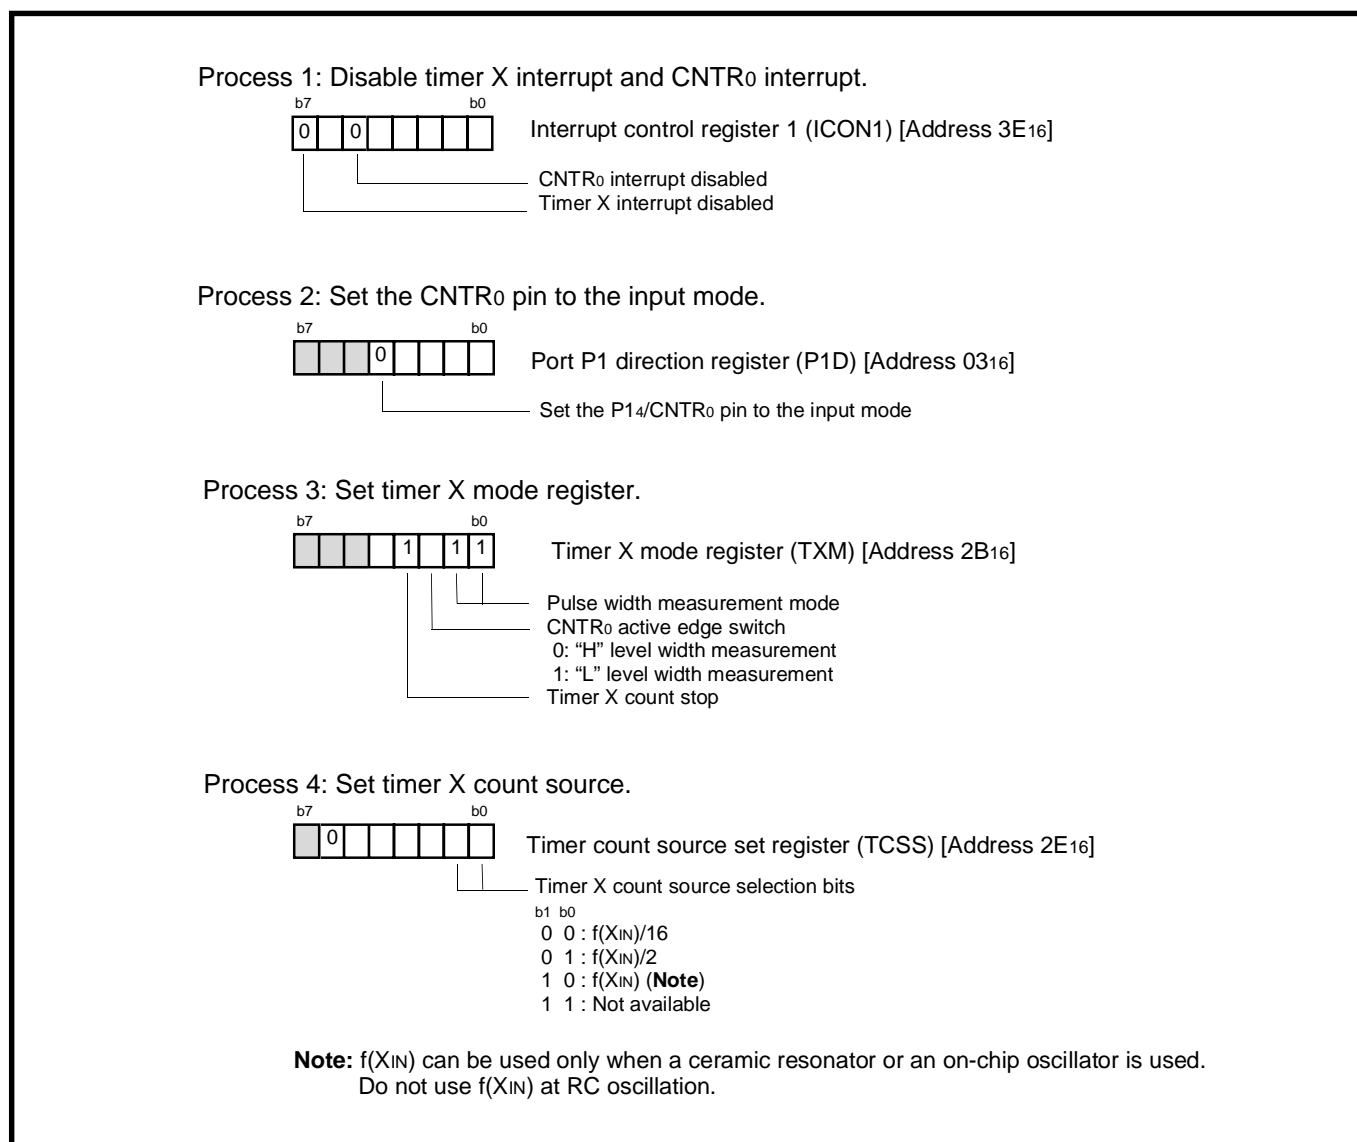 Process 1: Disable timer X interrupt and CNTR0 interrupt.
b7 b0
0 0 Interrupt control register 1 (ICON1) [Address 3E16]
CNTR0 interrupt disabled
Timer X interrupt disabled
Process 2: Set the CNTR0 pin to the input mode.
b7 b0
0 Port P1 direction register (P1D) [Address 0316]
Set the P14/CNTR0 pin to the input mode
Process 3: Set timer X mode register.
b7 b0
1 1 1 Timer X mode register (TXM) [Address 2B16]
Pulse width measurement mode
CNTR0 active edge switch
0: “H” level width measurement
1: “L” level width measurement
Timer X count stop
Process 4: Set timer X count source.
b7 b0
0 Timer count source set register (TCSS) [Address 2E16]
Timer X count source selection bits
b1 b0
0 0 : f(XIN)/16
0 1 : f(XIN)/2
1 0 : f(XIN) (Note)
1 1 : Not available
Note: f(XIN) can be used only when a ceramic resonator or an on-chip oscillator is used.
Do not use f(XIN) at RC oscillation.